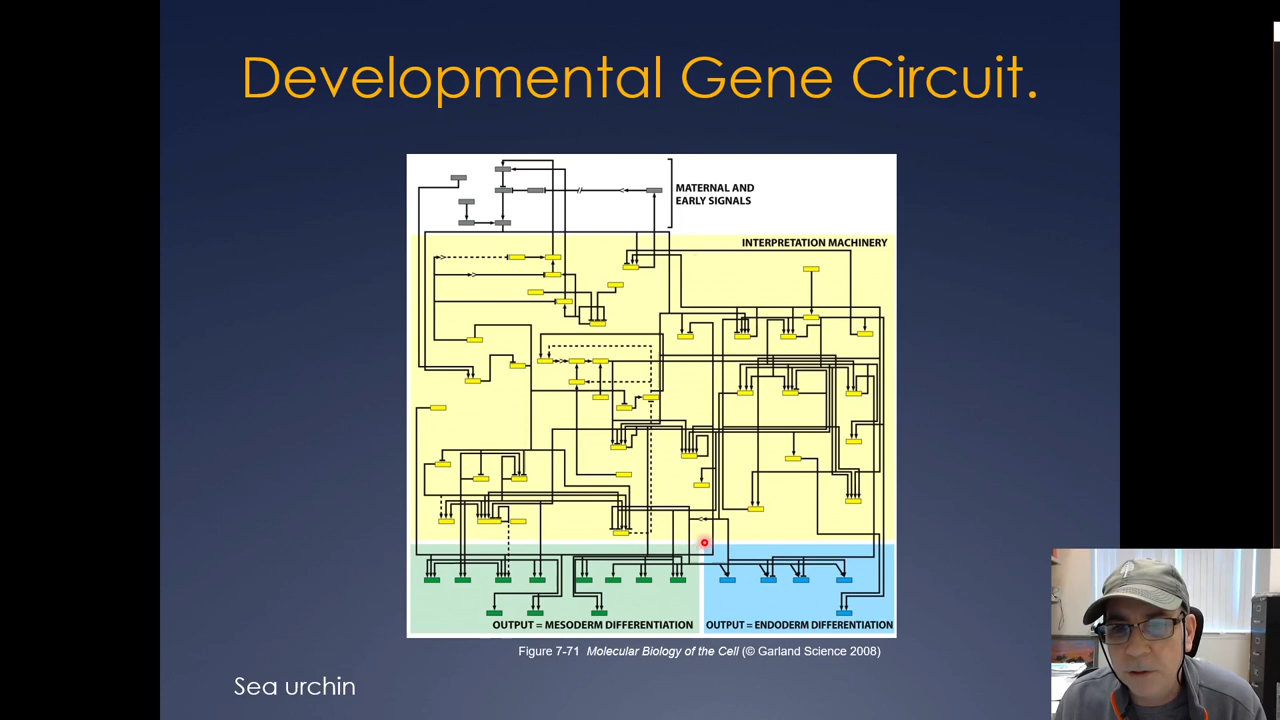 Developmental Gene Circuit.
MATERNAL AND
EARLY SIGNALS
INTERPRETATION MACHINERY
OUTPUT = MESODERM DIFFERENTIATION
OUTPUT = ENDODERM DIFFERENTIATION
Figure 7-71 Molecular Biology of the Cell (© Garland Science 2008)
Sea urchin